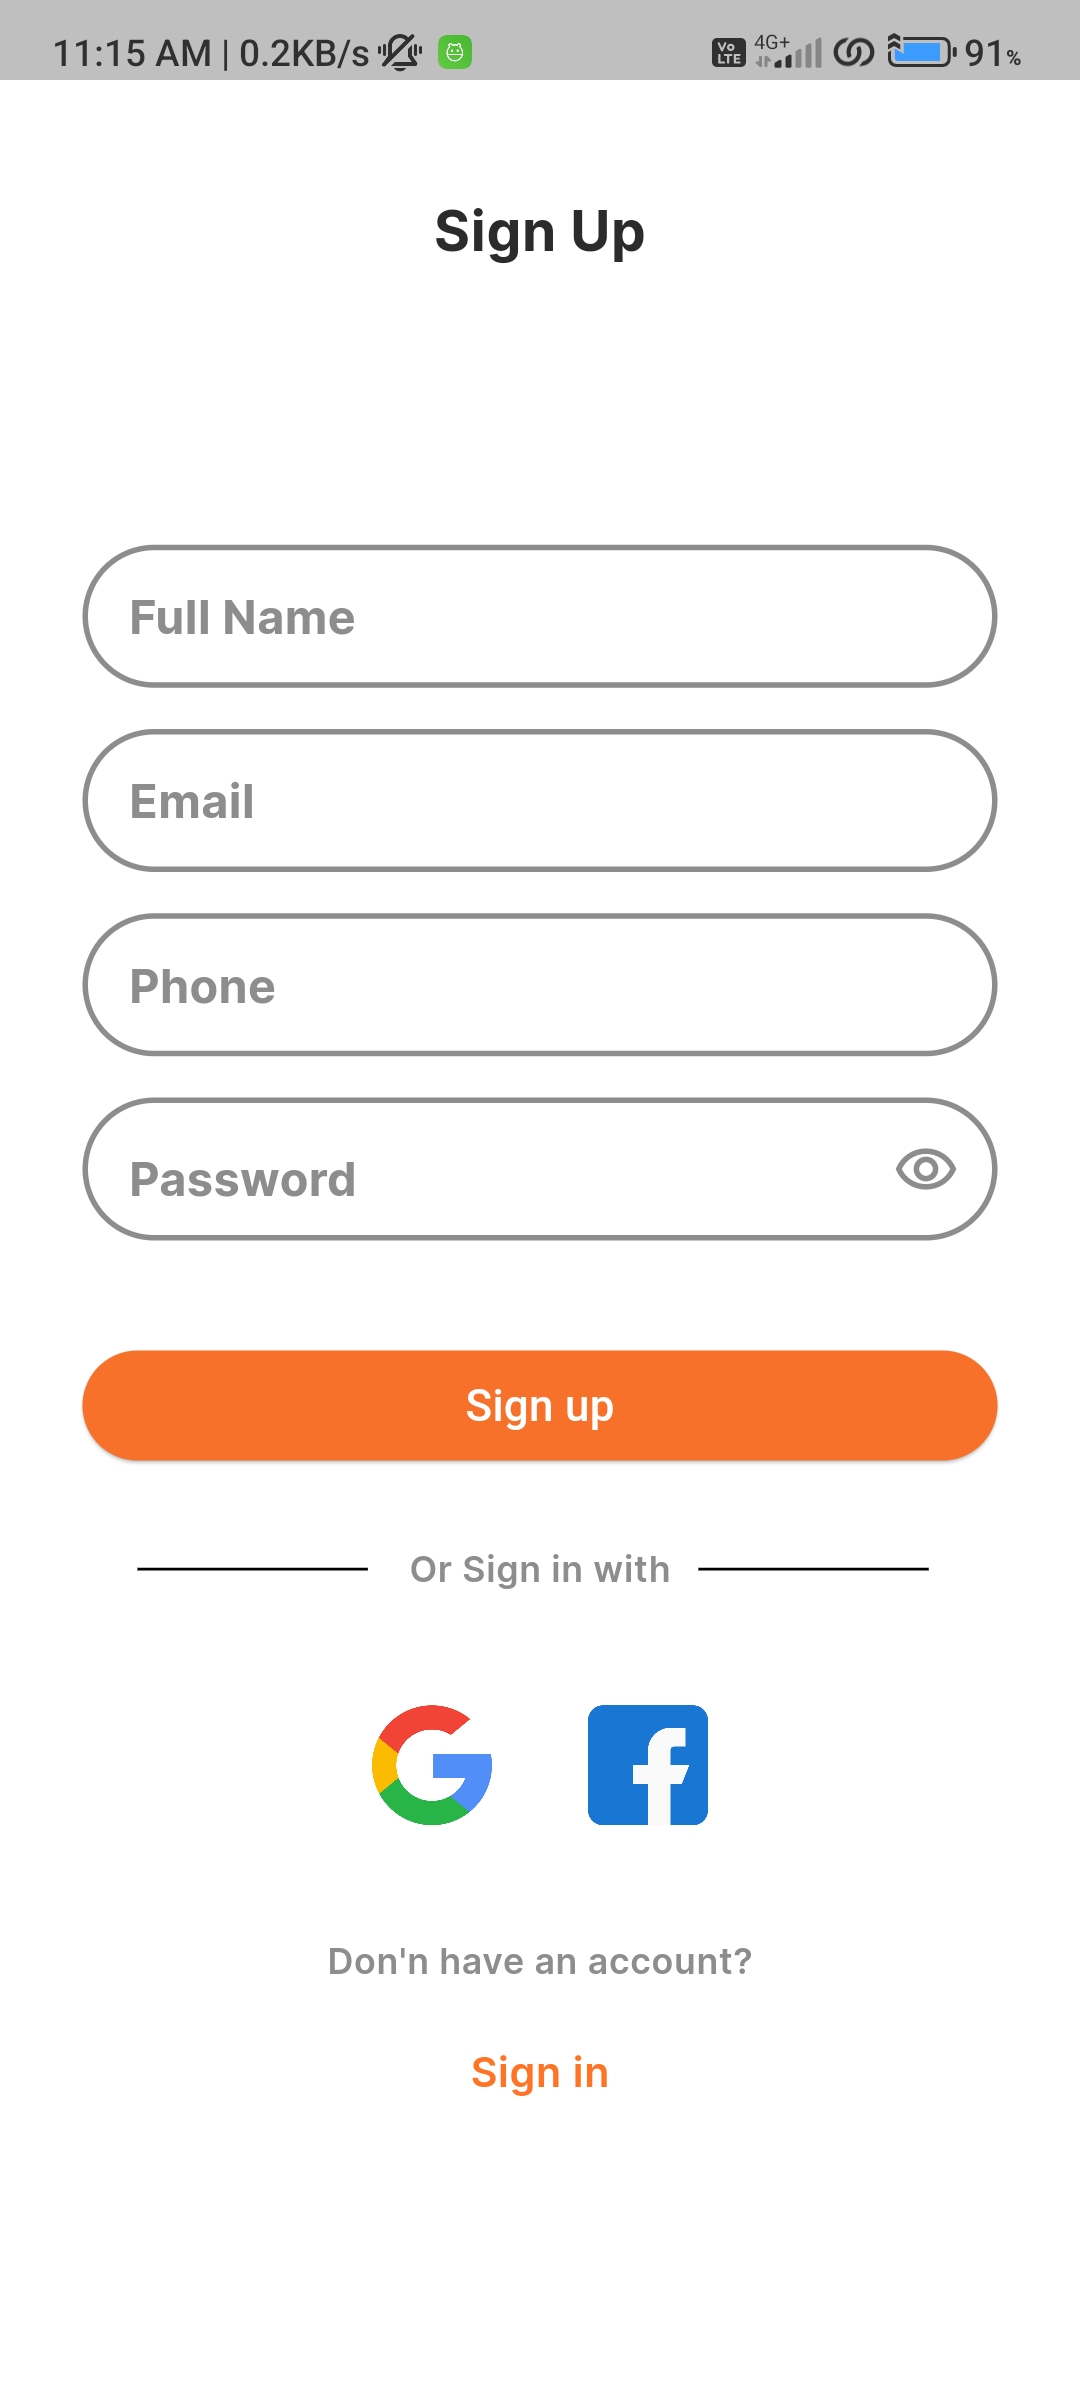 11:15 AM | 0.2KB/s Vo LTE 4G+ 91%
Sign Up
Full Name
Email
Phone
Password
Sign up
Or Sign in with
Don'n have an account?
Sign in